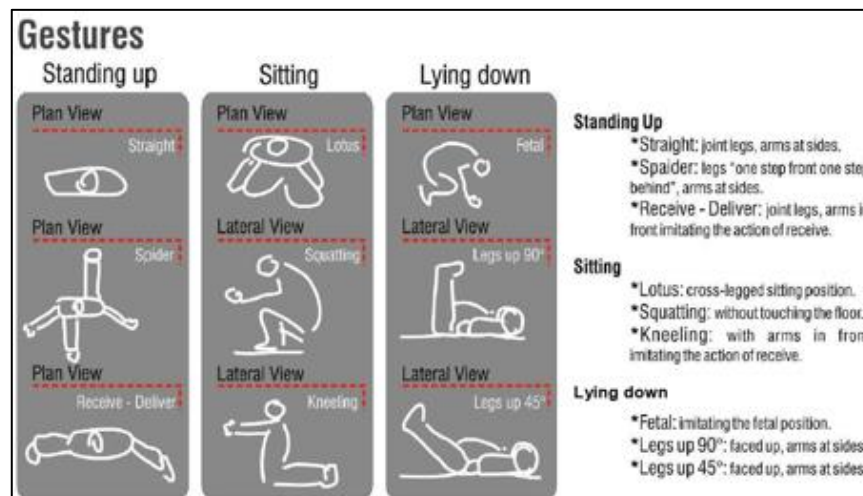 Gestures
Standing up
Sitting
Lying down
Plan View
Straight
Plan View
Spider
Plan View
Receive - Deliver
Plan View
Lotus
Lateral View
Squatting
Lateral View
Kneeling
Plan View
Fetal
Lateral View
Legs up 90°
Lateral View
Legs up 45°
Standing Up
*Straight: joint legs, arms at sides.
*Spaider: legs "one step front one step
behind", arms at sides.
*Receive - Deliver: joint legs, arms i
front imitating the action of receive.
Sitting
*Lotus: cross-legged sitting position.
*Squatting: without touching the floor.
*Kneeling: with arms in fron
imitating the action of receive.
Lying down
*Fetal: imitating the fetal position.
*Legs up 90°: faced up, arms at sides
*Legs up 45°: faced up, arms at sides